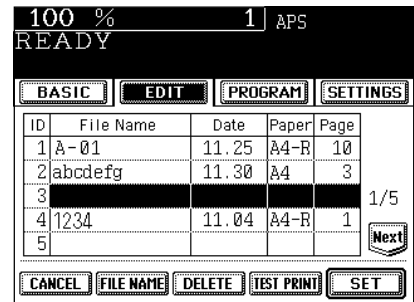 100 % 1 APS
READY
BASIC EDIT PROGRAM SETTINGS
ID File Name Date Paper Page
1 A-01 11.25 A4-R 10
2 abcdefg 11.30 A4 3
3
4 1234 11.04 A4-R 1
5
1/5
Next
CANCEL FILE NAME DELETE TEST PRINT SET